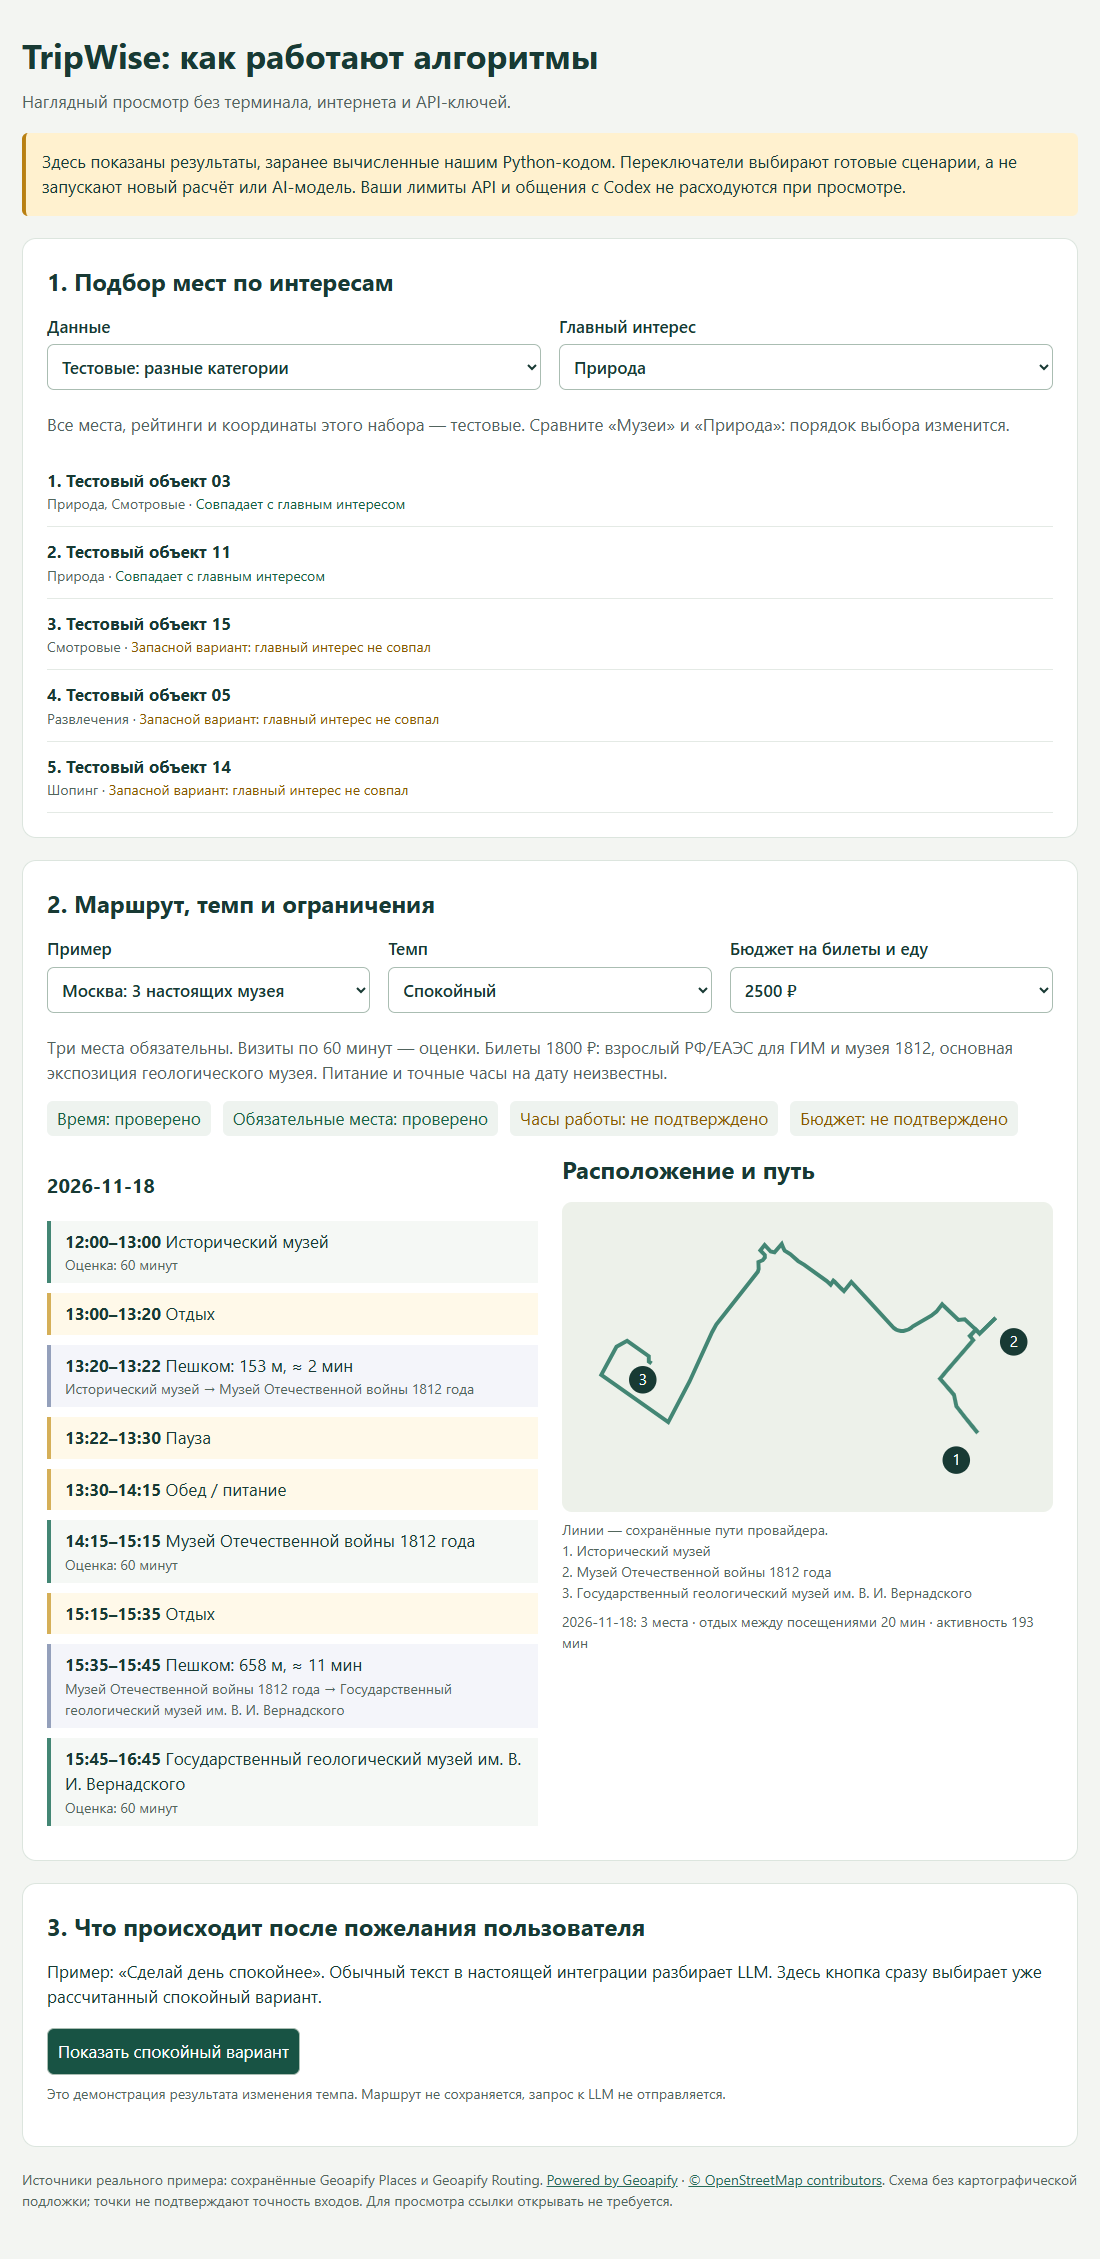 TripWise: как работают алгоритмы
Наглядный просмотр без терминала, интернета и API-ключей.
Здесь показаны результаты, заранее вычисленные нашим Python-кодом. Переключатели выбирают готовые сценарии, а не
запускают новый расчёт или AI-модель. Ваши лимиты API и общения с Codex не расходуются при просмотре.
1. Подбор мест по интересам
Данные
Главный интерес
Тестовые: разные категории
Природа
Все места, рейтинги и координаты этого набора — тестовые. Сравните «Музеи» и «Природа»: порядок выбора изменится.
1. Тестовый объект 03
Природа, Смотровые · Совпадает с главным интересом
2. Тестовый объект 11
Природа · Совпадает с главным интересом
3. Тестовый объект 15
Смотровые · Запасной вариант: главный интерес не совпал
4. Тестовый объект 05
Развлечения · Запасной вариант: главный интерес не совпал
5. Тестовый объект 14
Шопинг · Запасной вариант: главный интерес не совпал
2. Маршрут, темп и ограничения
Пример
Темп
Бюджет на билеты и еду
Москва: 3 настоящих музея
Спокойный
2500 ₽
Три места обязательны. Визиты по 60 минут — оценки. Билеты 1800 ₽: взрослый РФ/ЕАЭС для ГИМ и музея 1812, основная
экспозиция геологического музея. Питание и точные часы на дату неизвестны.
Время: проверено
Обязательные места: проверено
Часы работы: не подтверждено
Бюджет: не подтверждено
2026-11-18
12:00–13:00 Исторический музей
Оценка: 60 минут
13:00–13:20 Отдых
13:20–13:22 Пешком: 153 м, ≈ 2 мин
Исторический музей → Музей Отечественной войны 1812 года
13:22–13:30 Пауза
13:30–14:15 Обед / питание
14:15–15:15 Музей Отечественной войны 1812 года
Оценка: 60 минут
15:15–15:35 Отдых
15:35–15:45 Пешком: 658 м, ≈ 11 мин
Музей Отечественной войны 1812 года → Государственный
геологический музей им. В. И. Вернадского
15:45–16:45 Государственный геологический музей им. В.
И. Вернадского
Оценка: 60 минут
Расположение и путь
2
3
1
Линии — сохранённые пути провайдера.
1. Исторический музей
2. Музей Отечественной войны 1812 года
3. Государственный геологический музей им. В. И. Вернадского
2026-11-18: 3 места · отдых между посещениями 20 мин · активность 193
мин
3. Что происходит после пожелания пользователя
Пример: «Сделай день спокойнее». Обычный текст в настоящей интеграции разбирает LLM. Здесь кнопка сразу выбирает уже
рассчитанный спокойный вариант.
Показать спокойный вариант
Это демонстрация результата изменения темпа. Маршрут не сохраняется, запрос к LLM не отправляется.
Источники реального примера: сохранённые Geoapify Places и Geoapify Routing. Powered by Geoapify · © OpenStreetMap contributors. Схема без картографической
подложки; точки не подтверждают точность входов. Для просмотра ссылки открывать не требуется.